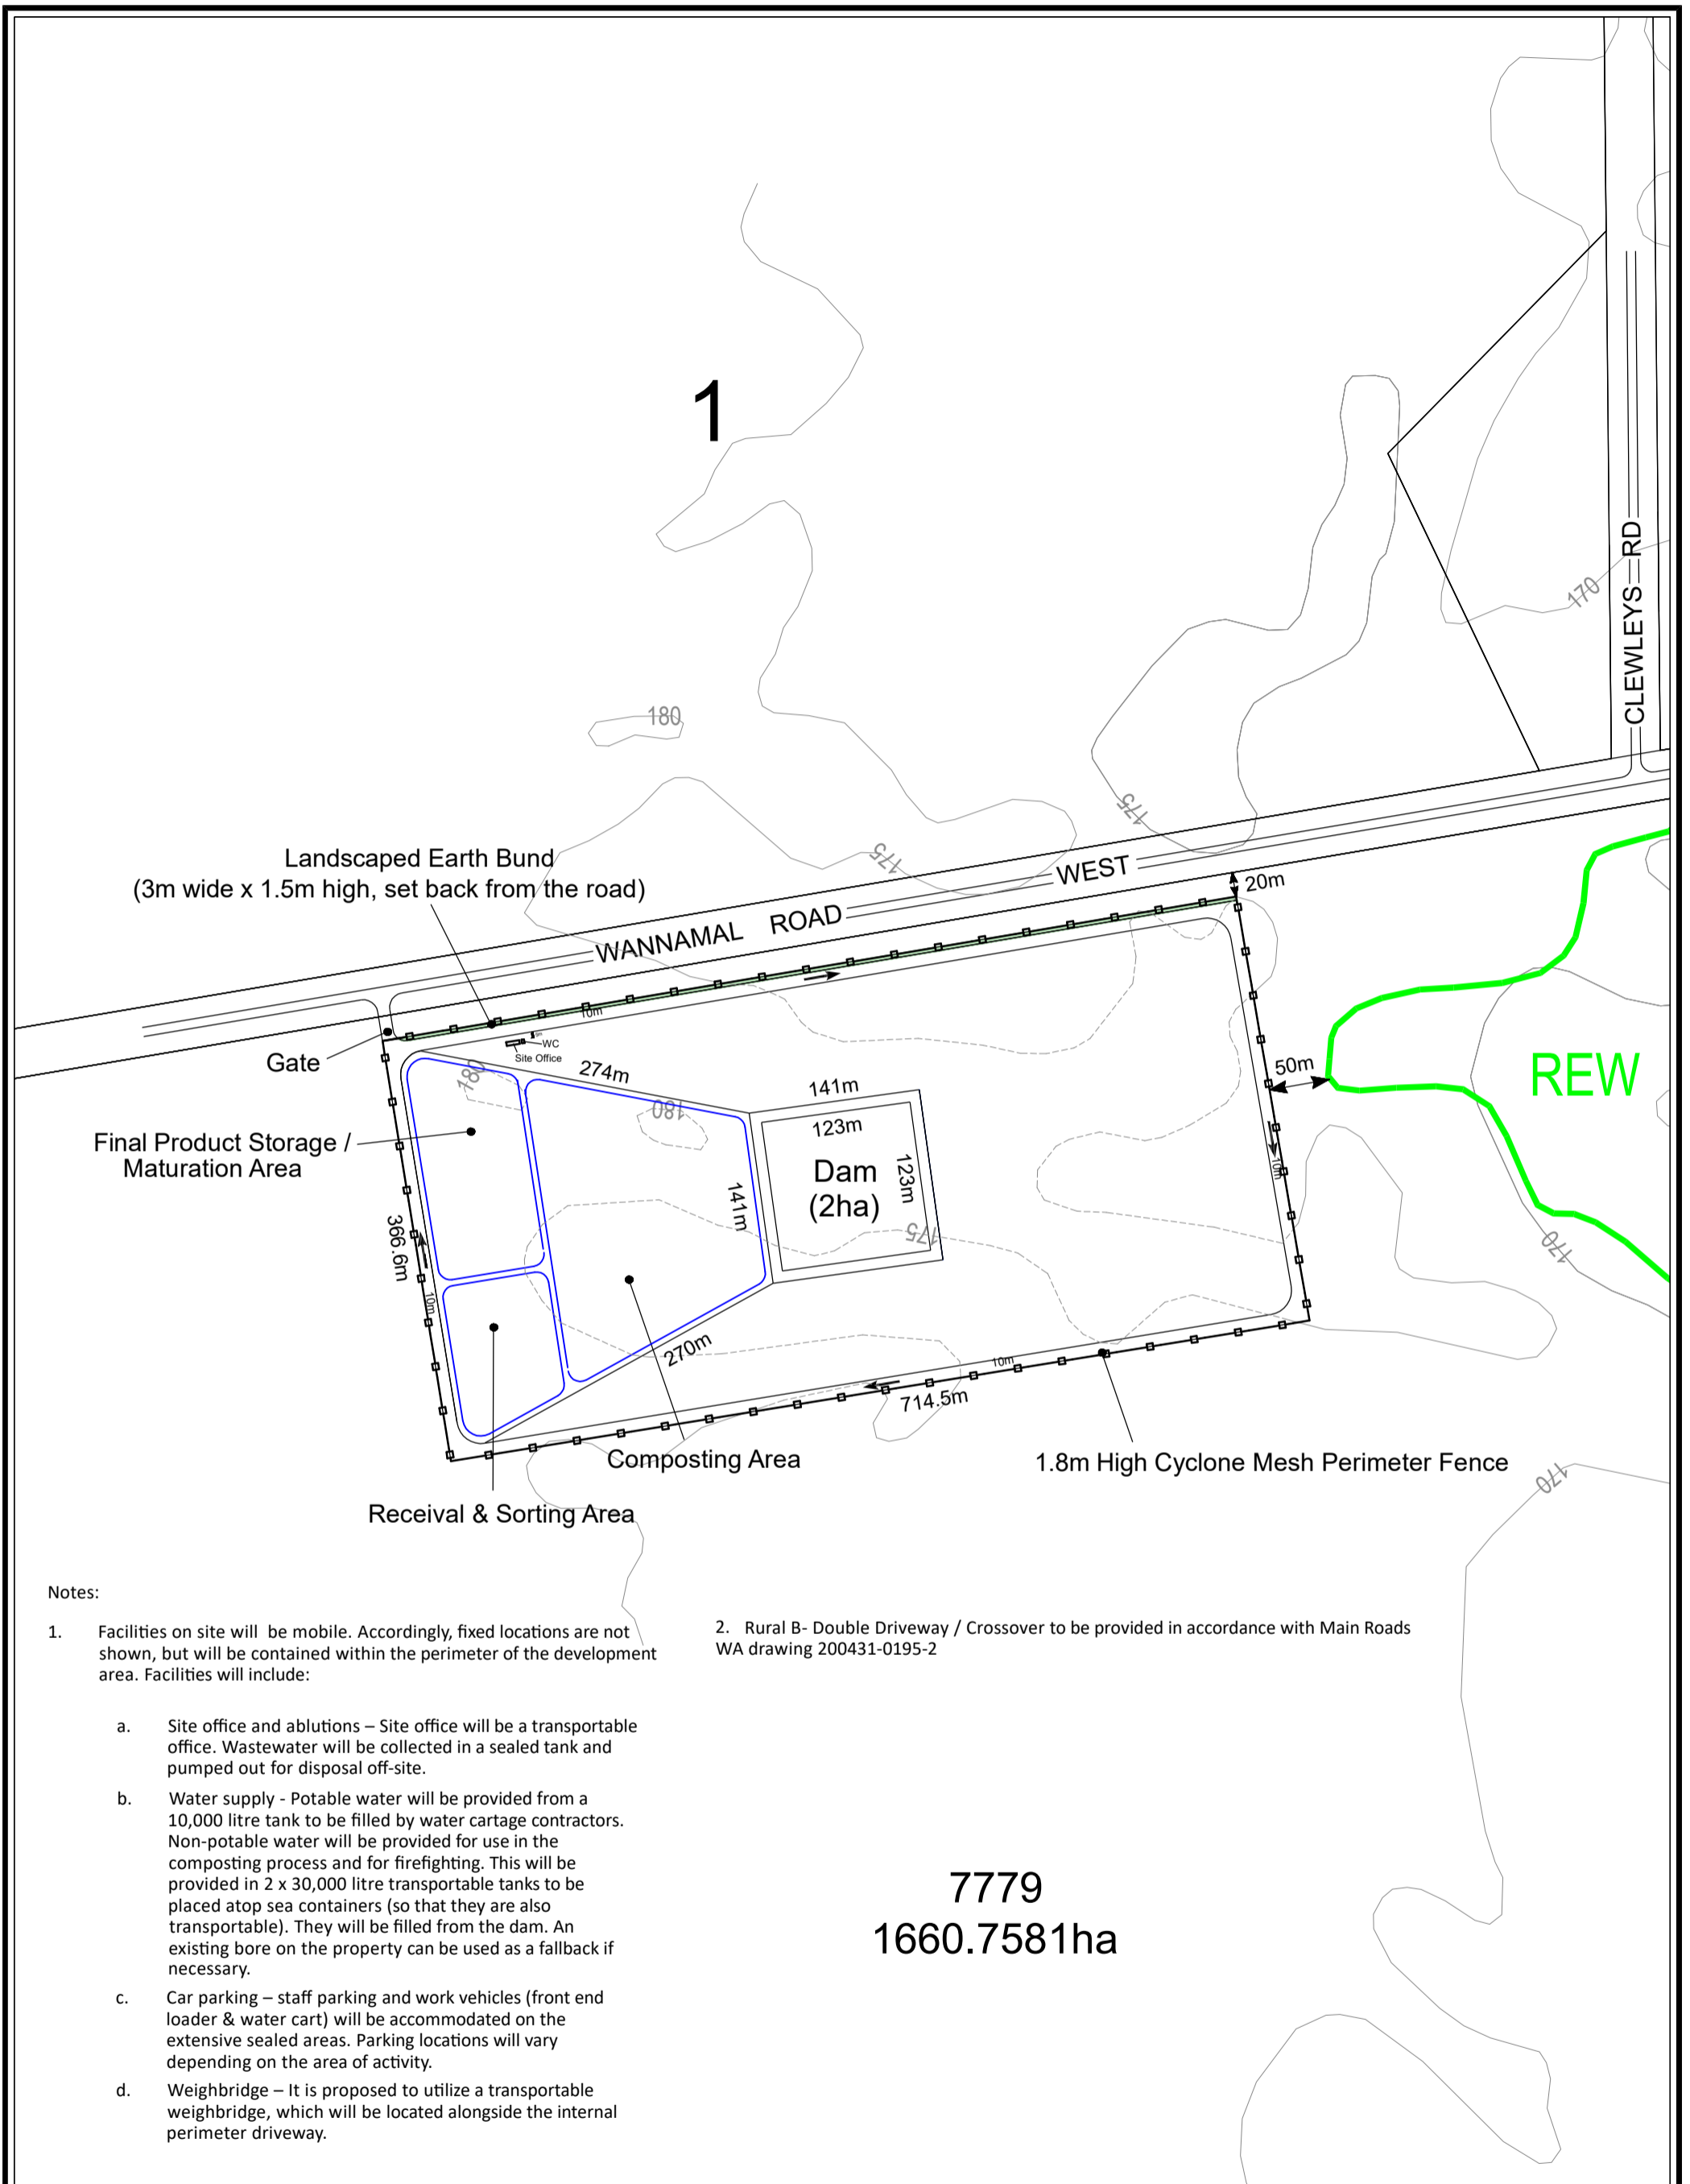 1
CLEWLEYS RD
170
180
175
175
Landscaped Earth Bund
(3m wide x 1.5m high, set back from the road)
WANNAMAL ROAD WEST
20m
10m
WC
Site Office
Gate
274m
180
180
141m
50m
REW
123m
Final Product Storage /
Maturation Area
Dam
(2ha)
123m
141m
10m
366.6m
175
170
10m
270m
10m
714.5m
Composting Area
1.8m High Cyclone Mesh Perimeter Fence
170
Receival & Sorting Area
Notes:
1. Facilities on site will be mobile. Accordingly, fixed locations are not
shown, but will be contained within the perimeter of the development
area. Facilities will include:
a. Site office and ablutions – Site office will be a transportable
office. Wastewater will be collected in a sealed tank and
pumped out for disposal off-site.
b. Water supply - Potable water will be provided from a
10,000 litre tank to be filled by water cartage contractors.
Non-potable water will be provided for use in the
composting process and for firefighting. This will be
provided in 2 x 30,000 litre transportable tanks to be
placed atop sea containers (so that they are also
transportable). They will be filled from the dam. An
existing bore on the property can be used as a fallback if
necessary.
c. Car parking – staff parking and work vehicles (front end
loader & water cart) will be accommodated on the
extensive sealed areas. Parking locations will vary
depending on the area of activity.
d. Weighbridge – It is proposed to utilize a transportable
weighbridge, which will be located alongside the internal
perimeter driveway.
2. Rural B- Double Driveway / Crossover to be provided in accordance with Main Roads
WA drawing 200431-0195-2
7779
1660.7581ha